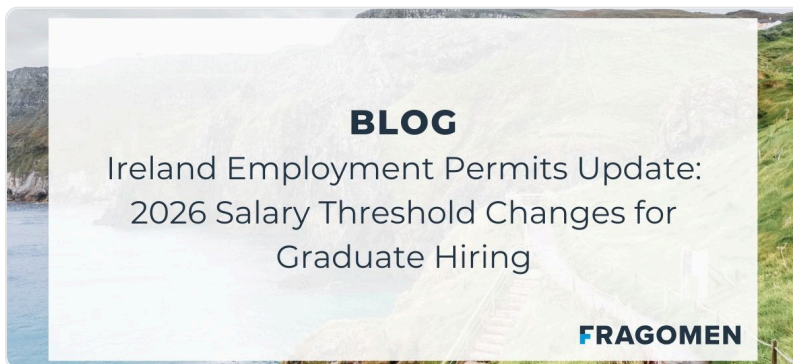 BLOG
Ireland Employment Permits Update:
2026 Salary Threshold Changes for
Graduate Hiring
FRAGOMEN